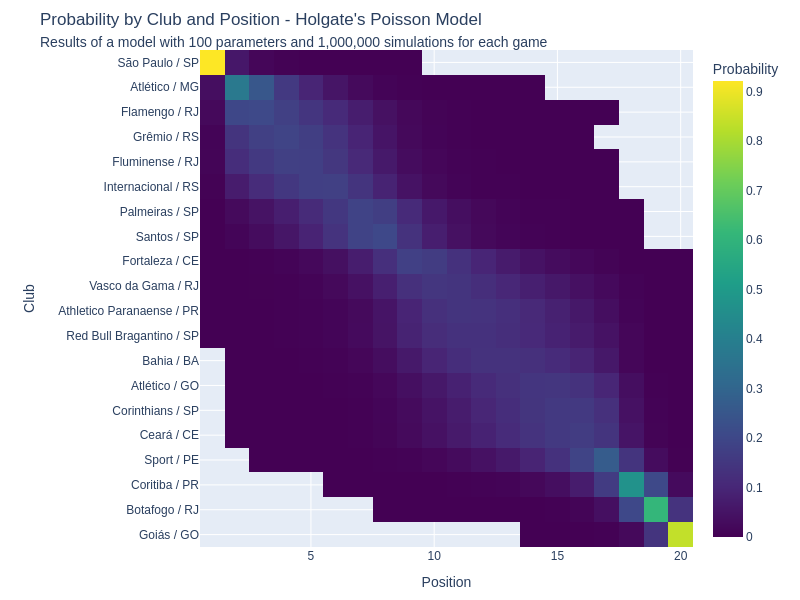 Probability by Club and Position - Holgate's Poisson Model
Results of a model with 100 parameters and 1,000,000 simulations for each game
Probability
São Paulo / SP
Atlético / MG
Flamengo / RJ
Grêmio / RS
Fluminense / RJ
Internacional / RS
Palmeiras / SP
Santos / SP
Fortaleza / CE
Vasco da Gama / RJ
Athletico Paranaense / PR
Red Bull Bragantino / SP
Bahia / BA
Atlético / GO
Corinthians / SP
Ceará / CE
Sport / PE
Coritiba / PR
Botafogo / RJ
Goiás / GO
Club
5
10
15
20
Position
0.9
0.8
0.7
0.6
0.5
0.4
0.3
0.2
0.1
0